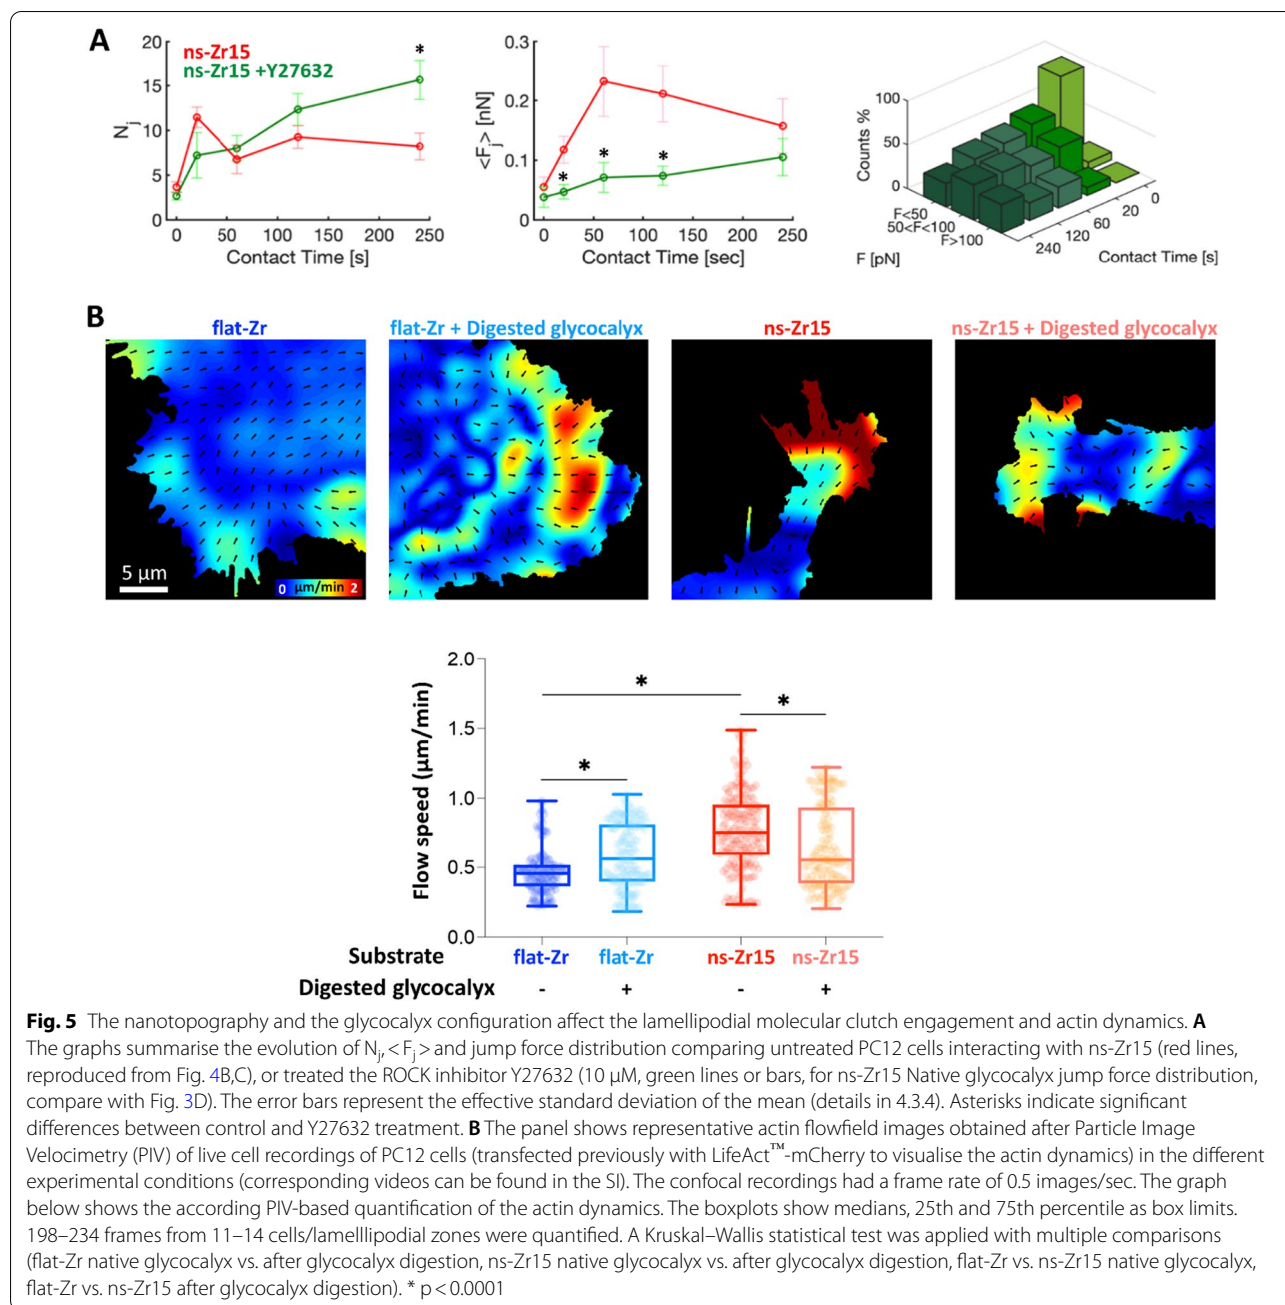 A
ns-Zr15
ns-Zr15 +Y27632
20
15
10
5
0
Nj
*
0 50 100 150 200 250
Contact Time [s]
0.3
0.2
0.1
0
<Fj> [nN]
* * *
0 50 100 150 200 250
Contact Time [sec]
100
50
0
Counts %
F<50
50<F<100
F>100
F [pN]
240
120
60
20
0
Contact Time [s]
B
flat-Zr
flat-Zr + Digested glycocalyx
ns-Zr15
ns-Zr15 + Digested glycocalyx
5 µm
0 µm/min 2
2.0
1.5
1.0
0.5
0.0
Flow speed (µm/min)
*
*
*
Substrate flat-Zr flat-Zr ns-Zr15 ns-Zr15
Digested glycocalyx - + - +
Fig. 5 The nanotopography and the glycocalyx configuration affect the lamellipodial molecular clutch engagement and actin dynamics. A
The graphs summarise the evolution of Nj, <Fj> and jump force distribution comparing untreated PC12 cells interacting with ns-Zr15 (red lines,
reproduced from Fig. 4B,C), or treated the ROCK inhibitor Y27632 (10 µM, green lines or bars, for ns-Zr15 Native glycocalyx jump force distribution,
compare with Fig. 3D). The error bars represent the effective standard deviation of the mean (details in 4.3.4). Asterisks indicate significant
differences between control and Y27632 treatment. B The panel shows representative actin flowfield images obtained after Particle Image
Velocimetry (PIV) of live cell recordings of PC12 cells (transfected previously with LifeAct™-mCherry to visualise the actin dynamics) in the different
experimental conditions (corresponding videos can be found in the SI). The confocal recordings had a frame rate of 0.5 images/sec. The graph
below shows the according PIV-based quantification of the actin dynamics. The boxplots show medians, 25th and 75th percentile as box limits.
198–234 frames from 11–14 cells/lamelllipodial zones were quantified. A Kruskal–Wallis statistical test was applied with multiple comparisons
(flat-Zr native glycocalyx vs. after glycocalyx digestion, ns-Zr15 native glycocalyx vs. after glycocalyx digestion, flat-Zr vs. ns-Zr15 native glycocalyx,
flat-Zr vs. ns-Zr15 after glycocalyx digestion). * p < 0.0001